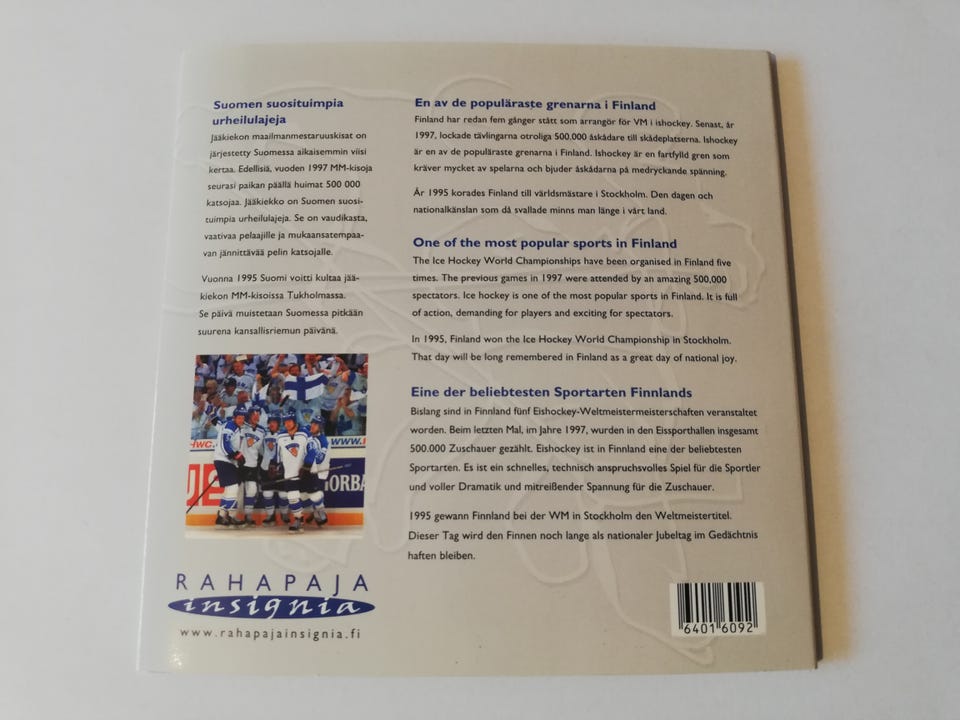 Suomen suosituimpia
urheilulajeja
Jääkiekon maailmanmestaruuskisat on
järjestetty Suomessa aikaisemmin viisi
kertaa. Edellisiä, vuoden 1997 MM-kisoja
seurasi paikan päällä huimat 500 000
katsojaa. Jääkiekko on Suomen suosi-
tuimpia urheilulajeja. Se on vauhdikasta,
vaativaa pelaajille ja mukaansatempaa-
van jännittävää pelin katsojalle.
Vuonna 1995 Suomi voitti kultaa jää-
kiekon MM-kisoissa Tukholmassa.
Se päivä muistetaan Suomessa pitkään
suurena kansallisriemun päivänä.
HWC.
www.i
ORBA
RAHAPAJA
insignia
www.rahapajainsignia.fi
En av de populäraste grenarna i Finland
Finland har redan fem gånger stått som arrangör för VM i ishockey. Senast, år
1997, lockade tävlingarna otroliga 500.000 åskådare till skådeplatserna. Ishockey
är en av de populäraste grenarna i Finland. Ishockey är en fartfylld gren som
kräver mycket av spelarna och bjuder åskådarna på medryckande spänning.
År 1995 korades Finland till världsmästare i Stockholm. Den dagen och
nationalkänslan som då svallade minns man länge i vårt land.
One of the most popular sports in Finland
The Ice Hockey World Championships have been organised in Finland five
times. The previous games in 1997 were attended by an amazing 500,000
spectators. Ice hockey is one of the most popular sports in Finland. It is full
of action, demanding for players and exciting for spectators.
In 1995, Finland won the Ice Hockey World Championship in Stockholm.
That day will be long remembered in Finland as a great day of national joy.
Eine der beliebtesten Sportarten Finnlands
Bislang sind in Finnland fünf Eishockey-Weltmeistermeisterschaften veranstaltet
worden. Beim letzten Mal, im Jahre 1997, wurden in den Eissporthallen insgesamt
500.000 Zuschauer gezählt. Eishockey ist in Finnland eine der beliebtesten
Sportarten. Es ist ein schnelles, technisch anspruchsvolles Spiel für die Sportler
und voller Dramatik und mitreißender Spannung für die Zuschauer.
1995 gewann Finnland bei der WM in Stockholm den Weltmeistertitel.
Dieser Tag wird den Finnen noch lange als nationaler Jubeltag im Gedächtnis
haften bleiben.
6401 6092